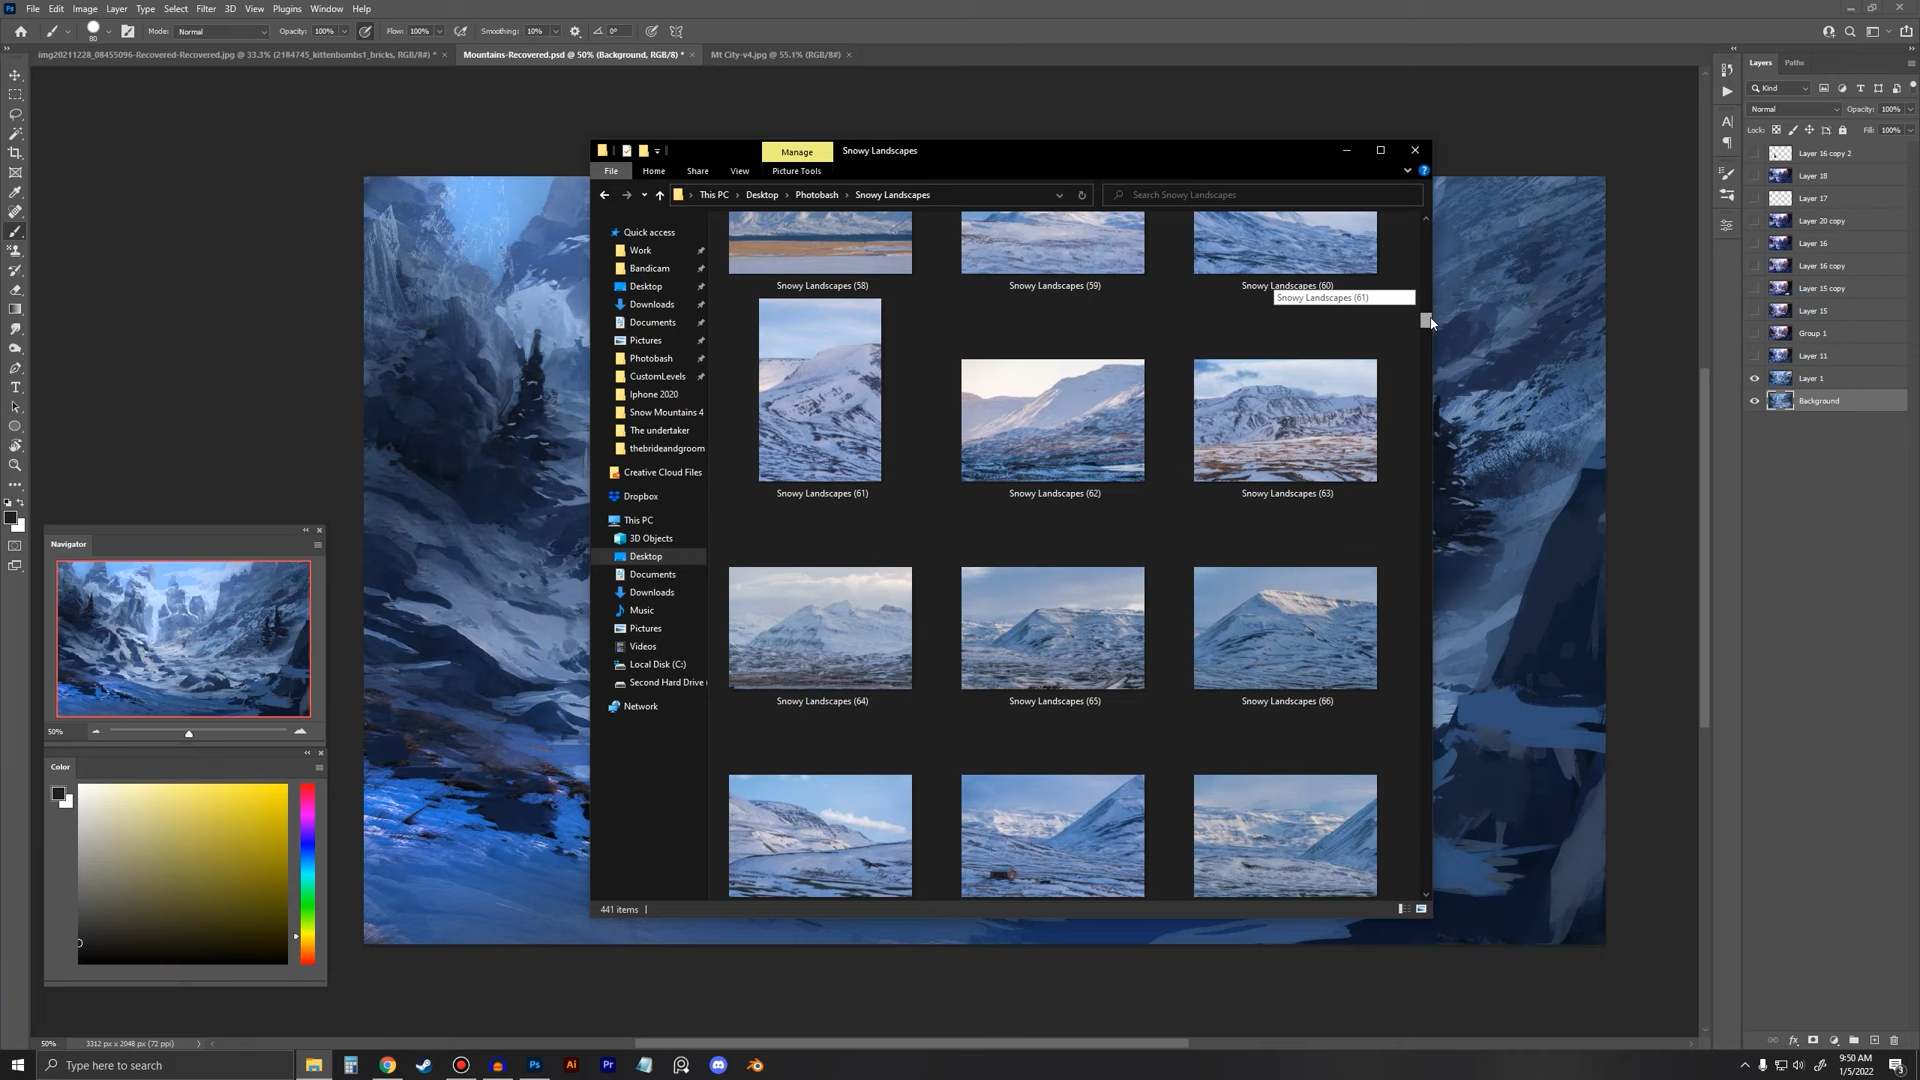 Ps File Edit Image Layer Type Select Filter 3D View Plugins Window Help
80 Mode: Normal Opacity: 100% Flow: 100% Smoothing: 10% 0°
img20211228_08455096-Recovered-Recovered.jpg @ 33.3% (2184745_kittenbombs1_bricks, RGB/8#) * × Mountains-Recovered.psd @ 50% (Background, RGB/8) * × Mt City-v4.jpg @ 55.1% (RGB/8#) ×
Layers Paths
Kind
Normal Opacity: 100%
Lock: Fill: 100%
Layer 16 copy 2
Layer 18
Layer 17
Layer 20 copy
Layer 16
Layer 16 copy
Layer 15 copy
Layer 15
Group 1
Layer 11
Layer 1
Background
Manage Snowy Landscapes
File Home Share View Picture Tools
This PC Desktop Photobash Snowy Landscapes Search Snowy Landscapes
Quick access
Work
Bandicam
Desktop
Downloads
Documents
Pictures
Photobash
CustomLevels
Iphone 2020
Snow Mountains 4
The undertaker
thebrideandgroom
Creative Cloud Files
Dropbox
This PC
3D Objects
Desktop
Documents
Downloads
Music
Pictures
Videos
Local Disk (C:)
Second Hard Drive (
Network
Snowy Landscapes (58) Snowy Landscapes (59) Snowy Landscapes (60)
Snowy Landscapes (61)
Snowy Landscapes (61) Snowy Landscapes (62) Snowy Landscapes (63)
Snowy Landscapes (64) Snowy Landscapes (65) Snowy Landscapes (66)
441 items
Navigator
50%
Color
50% 3312 px x 2048 px (72 ppi)
Type here to search
Ps Ai Pr
9:50 AM
1/5/2022
3